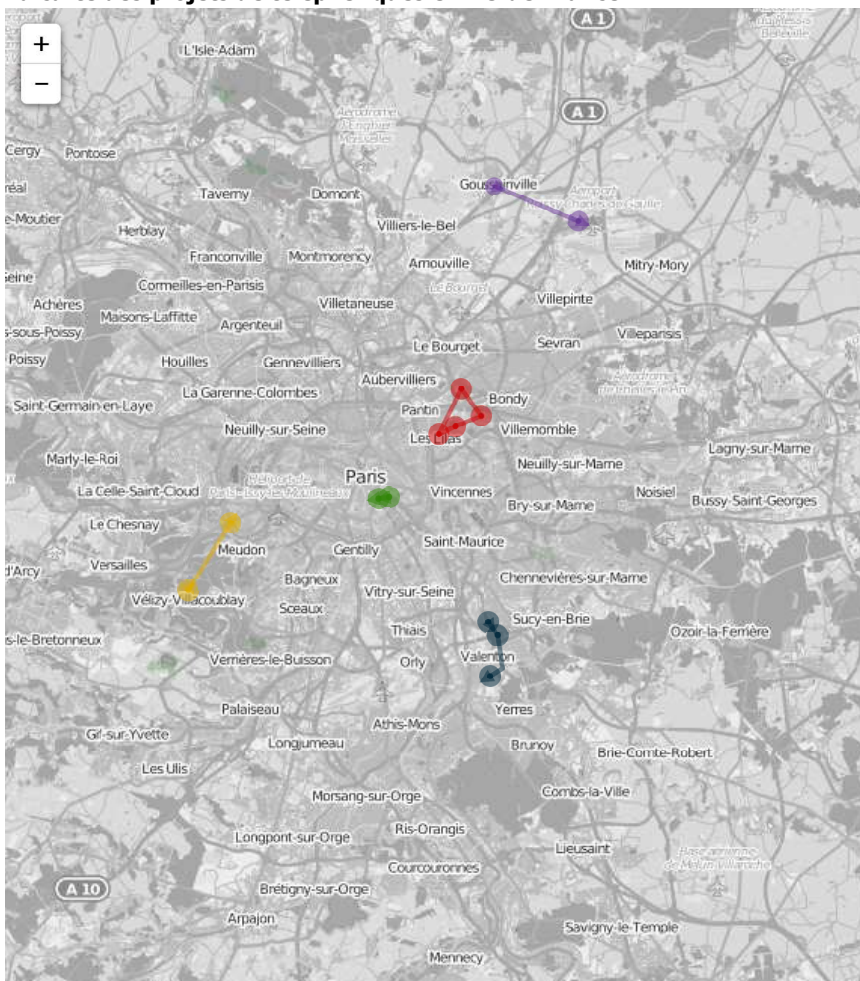 A 1
L'Isle-Adam
A 1
Cergy
Pontoise
Goussainville
Taverny
Domont
Villiers-le-Bel
Herblay
Franconville
Montmorency
Arnouville
Mitry-Mory
Cormeilles-en-Parisis
Le Bourget
Villepinte
Achères
Maisons-Laffitte
Villetaneuse
Argenteuil
s-sous-Poissy
Villeparisis
Le Bourget
Sevran
Poissy
Houilles
Gennevilliers
Aubervilliers
La Garenne-Colombes
Bondy
Saint-Germain-en-Laye
Pantin
Neuilly-sur-Seine
Villemomble
Les Lilas
Lagny-sur-Marne
Marly-le-Roi
Neuilly-sur-Marne
Paris
La Celle-Saint-Cloud
Vincennes
Noisiel
Bussy-Saint-Georges
Bry-sur-Marne
Le Chesnay
Saint-Maurice
Meudon
Gentilly
Versailles
d'Arcy
Bagneux
Chennevières-sur-Marne
Vélizy-Villacoublay
Vitry-sur-Seine
Sceaux
Sucy-en-Brie
Thiais
Ozoir-la-Ferrière
s-le-Bretonneux
Verrières-le-Buisson
Orly
Valenton
Palaiseau
Yerres
Athis-Mons
Gif-sur-Yvette
Longjumeau
Brunoy
Brie-Comte-Robert
Les Ulis
Morsang-sur-Orge
Combs-la-Ville
Ris-Orangis
Longpont-sur-Orge
Lieusaint
Courcouronnes
A 10
Brétigny-sur-Orge
Arpajon
Savigny-le-Temple
Mennecy